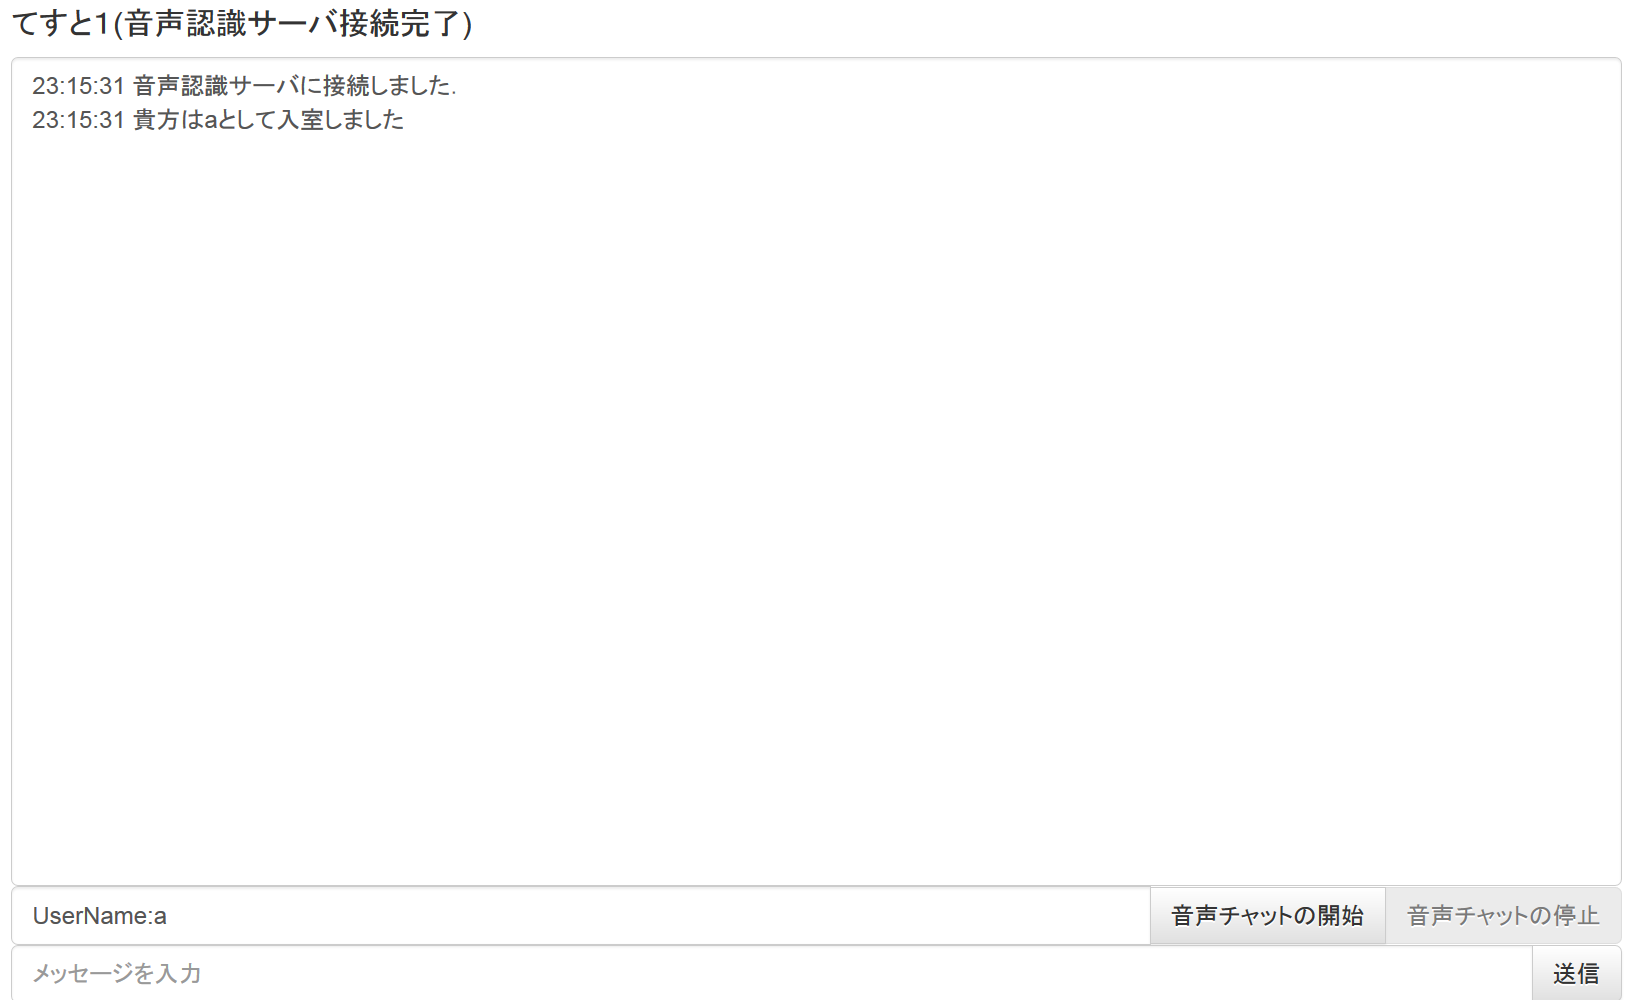 てすと1(音声認識サーバ接続完了)
23:15:31 音声認識サーバに接続しました.
23:15:31 貴方はaとして入室しました
UserName:a
音声チャットの開始
音声チャットの停止
メッセージを入力
送信